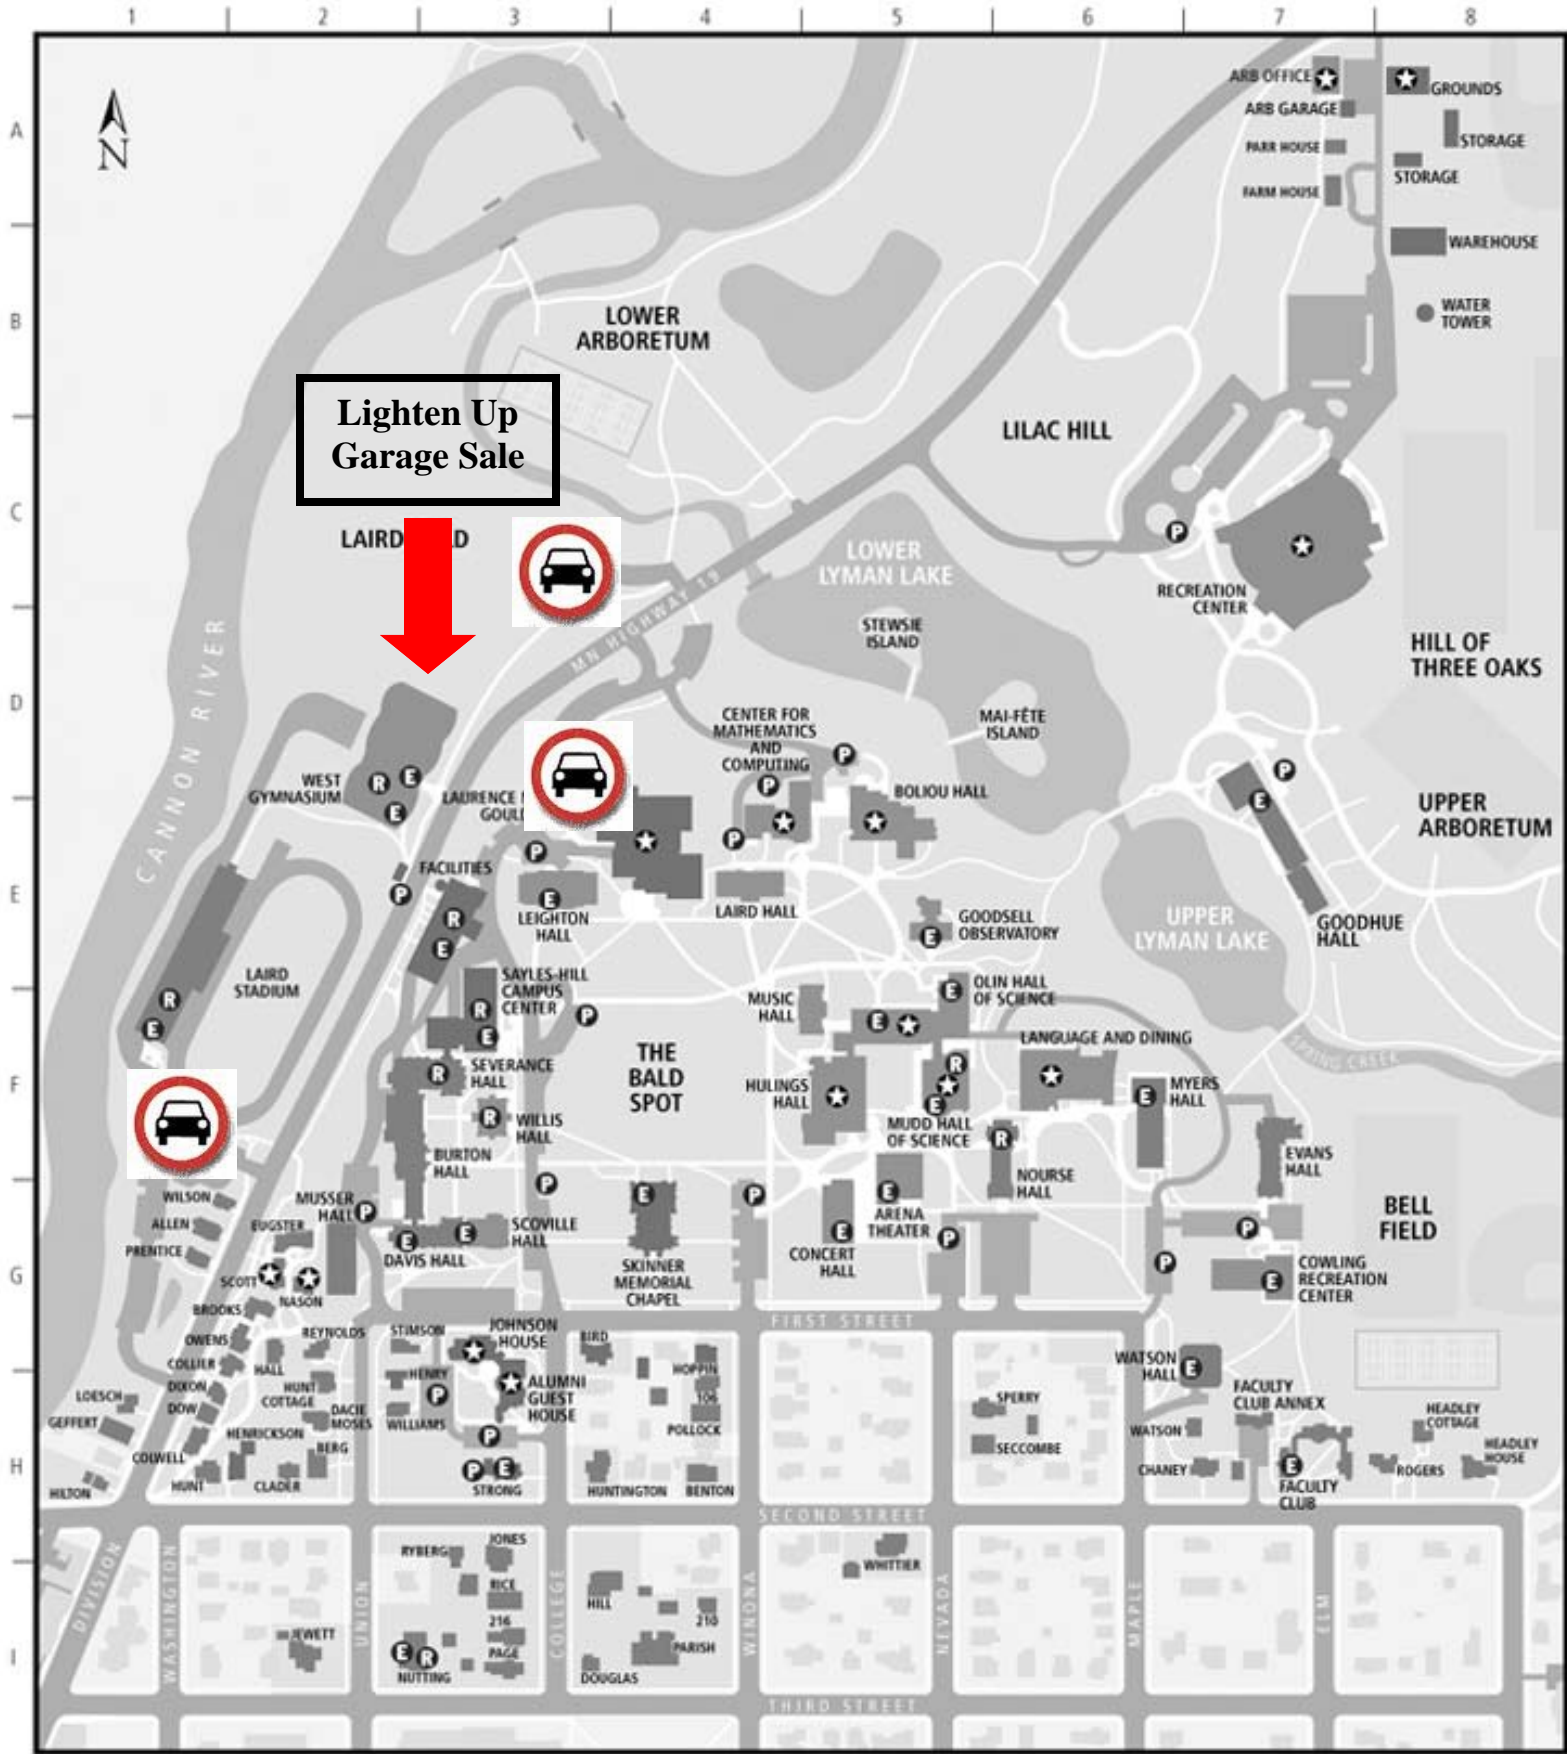 1 2 3 4 5 6 7 8
A
B
C
D
E
F
G
H
I
N
ARB OFFICE
GROUNDS
ARB GARAGE
STORAGE
PARR HOUSE
STORAGE
FARM HOUSE
WAREHOUSE
WATER
TOWER
LOWER
ARBORETUM
Lighten Up
Garage Sale
LILAC HILL
LAIRD
LD
LOWER
LYMAN LAKE
P
RECREATION
CENTER
STEWSIE
ISLAND
MN HIGHWAY 19
HILL OF
THREE OAKS
CANNON RIVER
MAI-FÊTE
ISLAND
CENTER FOR
MATHEMATICS
AND
COMPUTING
P
P
P
BOLIOU HALL
WEST
GYMNASIUM
R E
E
LAURENCE
GOUL
P
P
E
UPPER
ARBORETUM
FACILITIES
P
R
E
E
LEIGHTON
HALL
LAIRD HALL
GOODSELL
OBSERVATORY
E
UPPER
LYMAN LAKE
GOODHUE
HALL
LAIRD
STADIUM
R
E
SAYLES-HILL
CAMPUS
CENTER
R
E
P
MUSIC
HALL
OLIN HALL
OF SCIENCE
E
E
LANGUAGE AND DINING
SPRING CREEK
THE
BALD
SPOT
SEVERANCE
HALL
R
HULINGS
HALL
R
E
MUDD HALL
OF SCIENCE
MYERS
HALL
E
WILLIS
HALL
R
BURTON
HALL
R
NOURSE
HALL
EVANS
HALL
WILSON
MUSSER
HALL
P
P
E
P
E
ARENA
THEATER
BELL
FIELD
ALLEN
EUGSTER
PRENTICE
E
E
SCOVILLE
HALL
DAVIS HALL
SKINNER
MEMORIAL
CHAPEL
CONCERT
HALL
E
P
P
P
COWLING
RECREATION
CENTER
E
SCOTT
NASON
BROOKS
FIRST STREET
OWENS
REYNOLDS
STIMSON
JOHNSON
HOUSE
BIRD
COLLIER
HALL
HENRY
P
HOPPIN
106
WATSON
HALL
E
LOESCH
DIXON
HUNT
COTTAGE
ALUMNI
GUEST
HOUSE
SPERRY
FACULTY
CLUB ANNEX
GEFFERT
DOW
DACIE
MOSES
WILLIAMS
POLLOCK
WATSON
HEADLEY
COTTAGE
HENRICKSON
P
COLWELL
BERG
SECCOMBE
HEADLEY
HOUSE
HILTON
HUNT
CLADER
P E
STRONG
HUNTINGTON
BENTON
CHANEY
E
FACULTY
CLUB
ROGERS
SECOND STREET
RYBERG
JONES
WHITTIER
DIVISION
WASHINGTON
UNION
COLLEGE
WINONA
NEVADA
MAPLE
ELM
RICE
HILL
216
210
JEWETT
PAGE
PARISH
E R
NUTTING
DOUGLAS
THIRD STREET